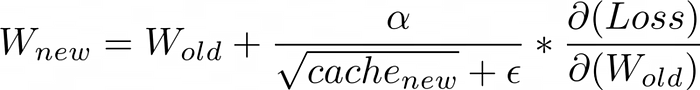 W_{new} = W_{old} + \frac{\alpha}{\sqrt{cache_{new}} + \epsilon} * \frac{\partial(Loss)}{\partial(W_{old})}